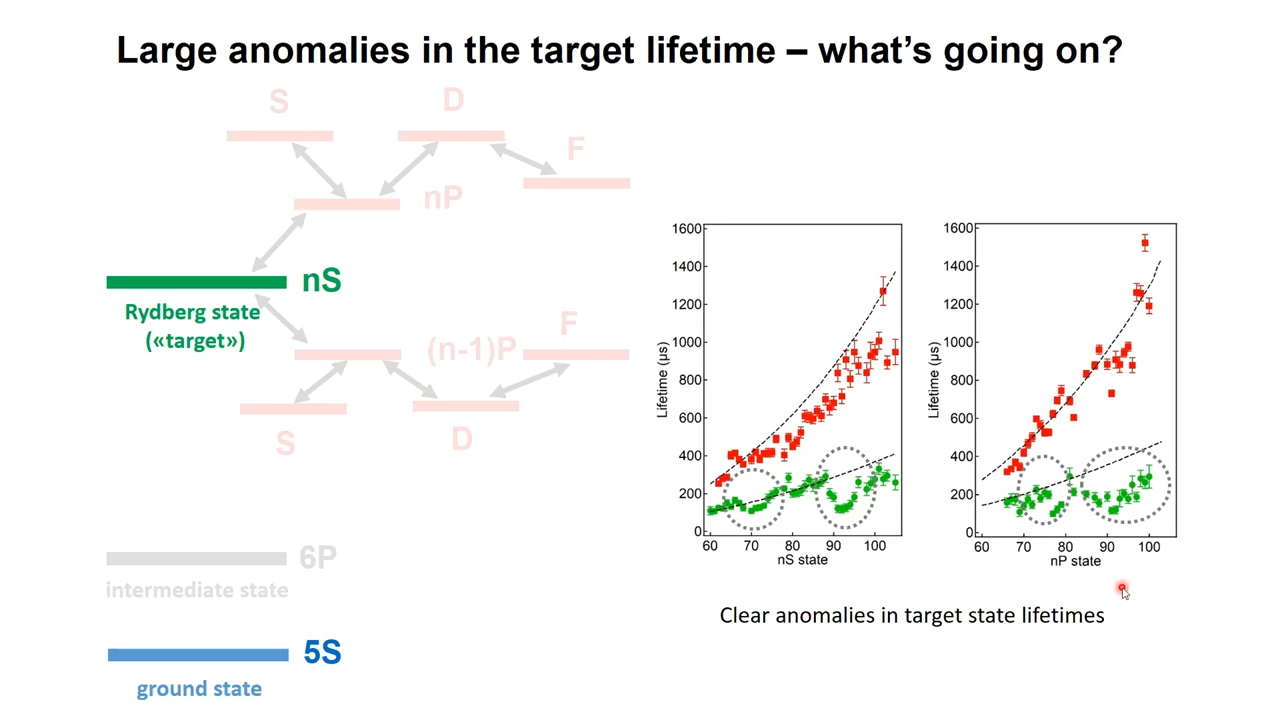 Large anomalies in the target lifetime – what's going on?
S
D
F
nP
nS
Rydberg state
(«target»)
(n-1)P
F
S
D
6P
intermediate state
5S
ground state
1600
1400
1200
1000
800
600
400
200
0
Lifetime (µs)
60
70
80
90
100
nS state
1600
1400
1200
1000
800
600
400
200
0
Lifetime (µs)
60
70
80
90
100
nP state
Clear anomalies in target state lifetimes